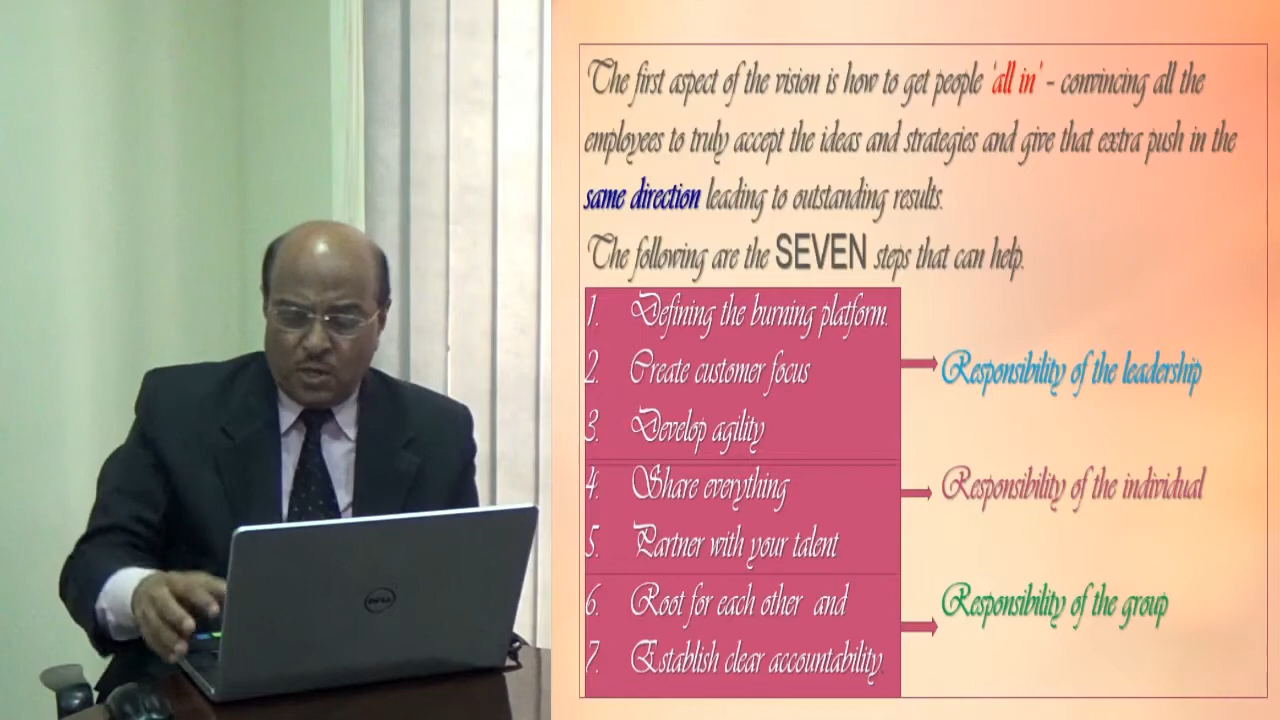 The first aspect of the vision is how to get people 'all in' - convincing all the
employees to truly accept the ideas and strategies and give that extra push in the
same direction leading to outstanding results.
The following are the SEVEN steps that can help.
1. Defining the burning platform.
2. Create customer focus
3. Develop agility
Responsibility of the leadership
4. Share everything
5. Partner with your talent
Responsibility of the individual
6. Root for each other and
7. Establish clear accountability.
Responsibility of the group
DELL